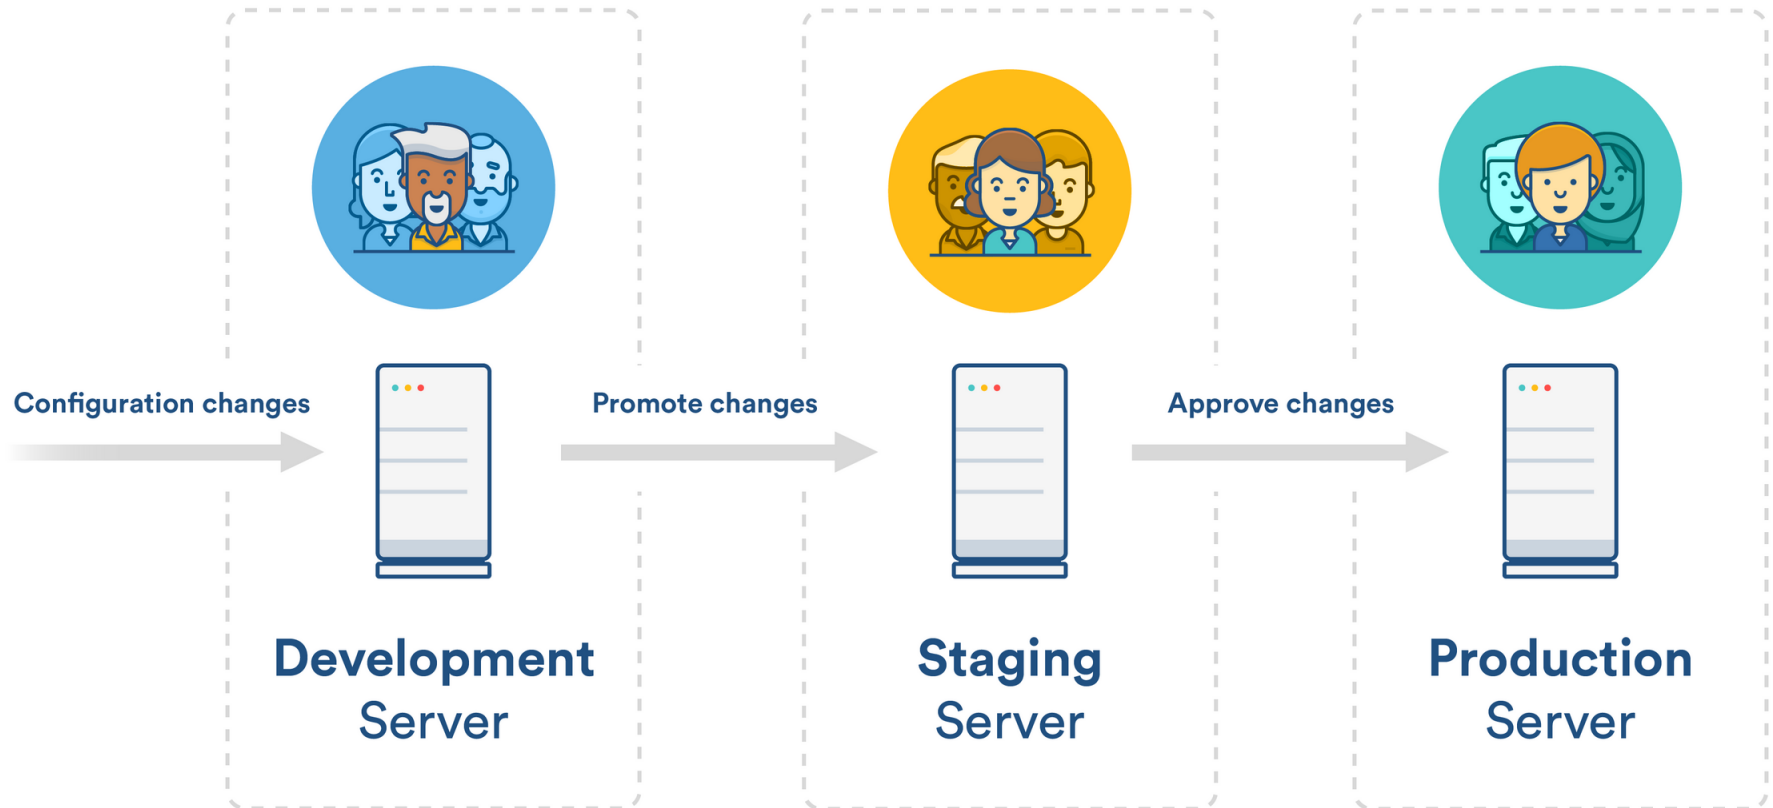 Configuration changes
Promote changes
Approve changes
Development
Server
Staging
Server
Production
Server